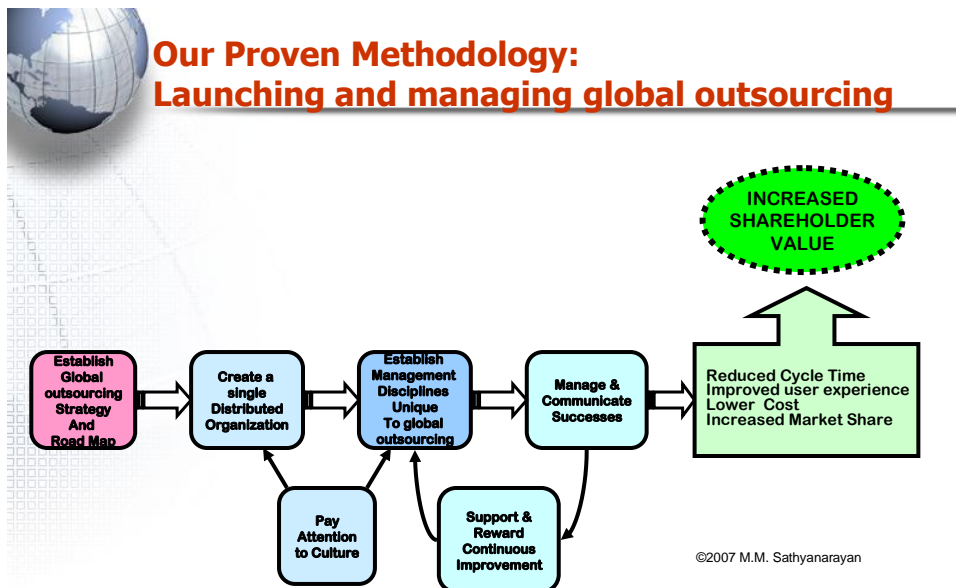 Our Proven Methodology:
Launching and managing global outsourcing
INCREASED
SHAREHOLDER
VALUE
Establish
Global
outsourcing
Strategy
And
Road Map
Create a
single
Distributed
Organization
Establish
Management
Disciplines
Unique
To global
outsourcing
Manage &
Communicate
Successes
Reduced Cycle Time
Improved user experience
Lower Cost
Increased Market Share
Pay
Attention
to Culture
Support &
Reward
Continuous
Improvement
©2007 M.M. Sathyanarayan